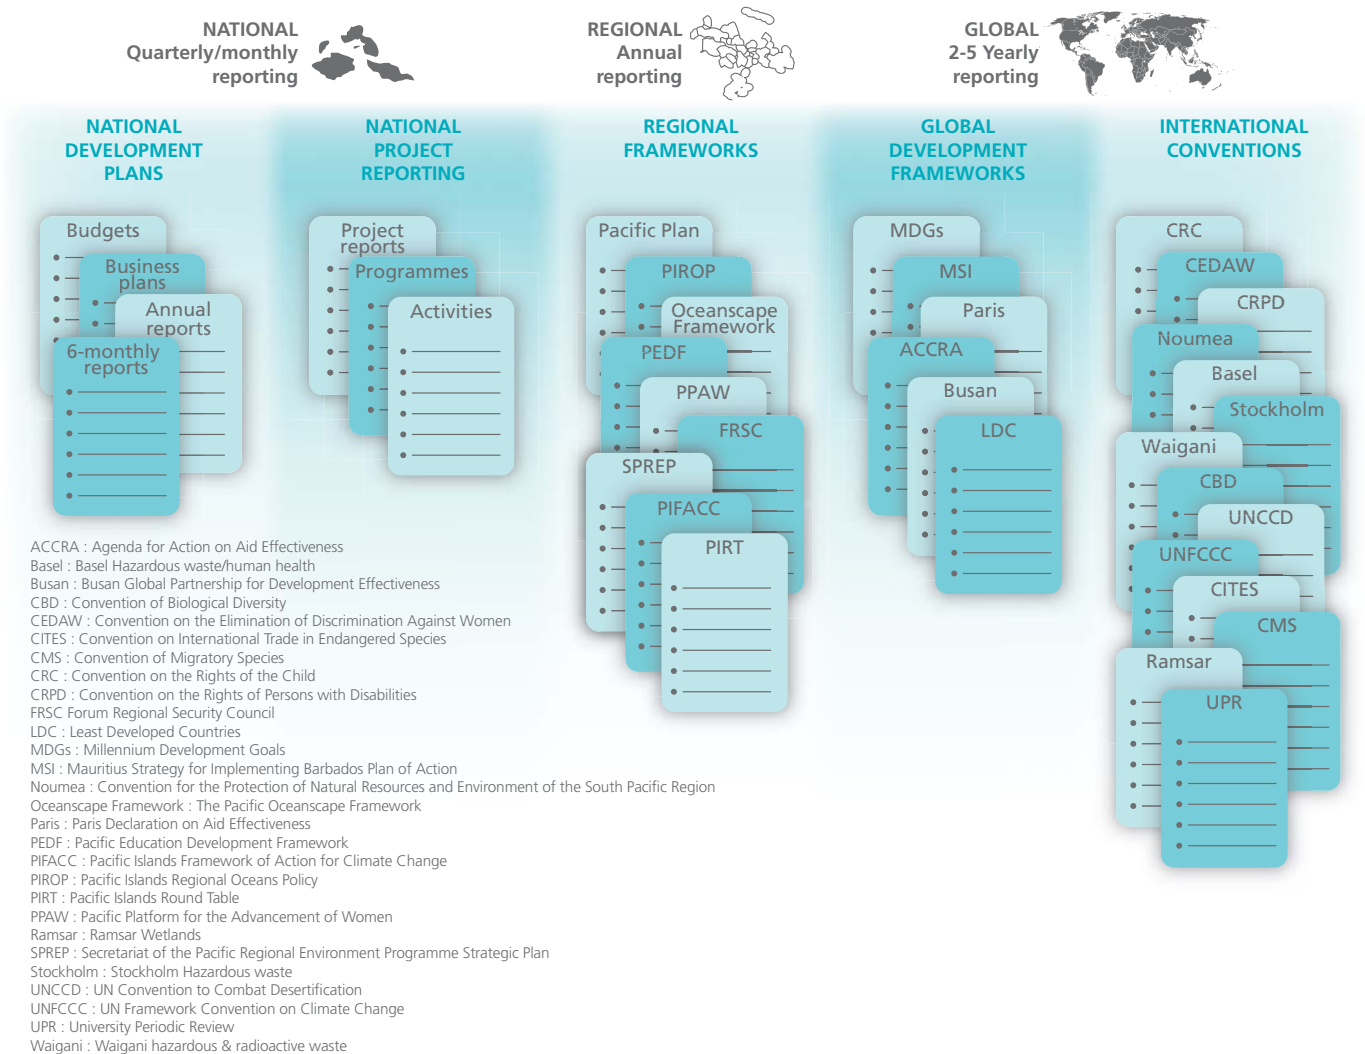 NATIONAL
Quarterly/monthly
reporting
REGIONAL
Annual
reporting
GLOBAL
2-5 Yearly
reporting
NATIONAL
DEVELOPMENT
PLANS
NATIONAL
PROJECT
REPORTING
REGIONAL
FRAMEWORKS
GLOBAL
DEVELOPMENT
FRAMEWORKS
INTERNATIONAL
CONVENTIONS
Budgets
Business
plans
Annual
reports
6-monthly
reports
Project
reports
Programmes
Activities
Pacific Plan
PIROP
Oceanscape
Framework
PEDF
PPAW
FRSC
SPREP
PIFACC
PIRT
MDGs
MSI
Paris
ACCRA
Busan
LDC
CRC
CEDAW
CRPD
Noumea
Basel
Stockholm
Waigani
CBD
UNCCD
UNFCCC
CITES
CMS
Ramsar
UPR
ACCRA : Agenda for Action on Aid Effectiveness
Basel : Basel Hazardous waste/human health
Busan : Busan Global Partnership for Development Effectiveness
CBD : Convention of Biological Diversity
CEDAW : Convention on the Elimination of Discrimination Against Women
CITES : Convention on International Trade in Endangered Species
CMS : Convention of Migratory Species
CRC : Convention on the Rights of the Child
CRPD : Convention on the Rights of Persons with Disabilities
FRSC Forum Regional Security Council
LDC : Least Developed Countries
MDGs : Millennium Development Goals
MSI : Mauritius Strategy for Implementing Barbados Plan of Action
Noumea : Convention for the Protection of Natural Resources and Environment of the South Pacific Region
Oceanscape Framework : The Pacific Oceanscape Framework
Paris : Paris Declaration on Aid Effectiveness
PEDF : Pacific Education Development Framework
PIFACC : Pacific Islands Framework of Action for Climate Change
PIROP : Pacific Islands Regional Oceans Policy
PIRT : Pacific Islands Round Table
PPAW : Pacific Platform for the Advancement of Women
Ramsar : Ramsar Wetlands
SPREP : Secretariat of the Pacific Regional Environment Programme Strategic Plan
Stockholm : Stockholm Hazardous waste
UNCCD : UN Convention to Combat Desertification
UNFCCC : UN Framework Convention on Climate Change
UPR : University Periodic Review
Waigani : Waigani hazardous & radioactive waste